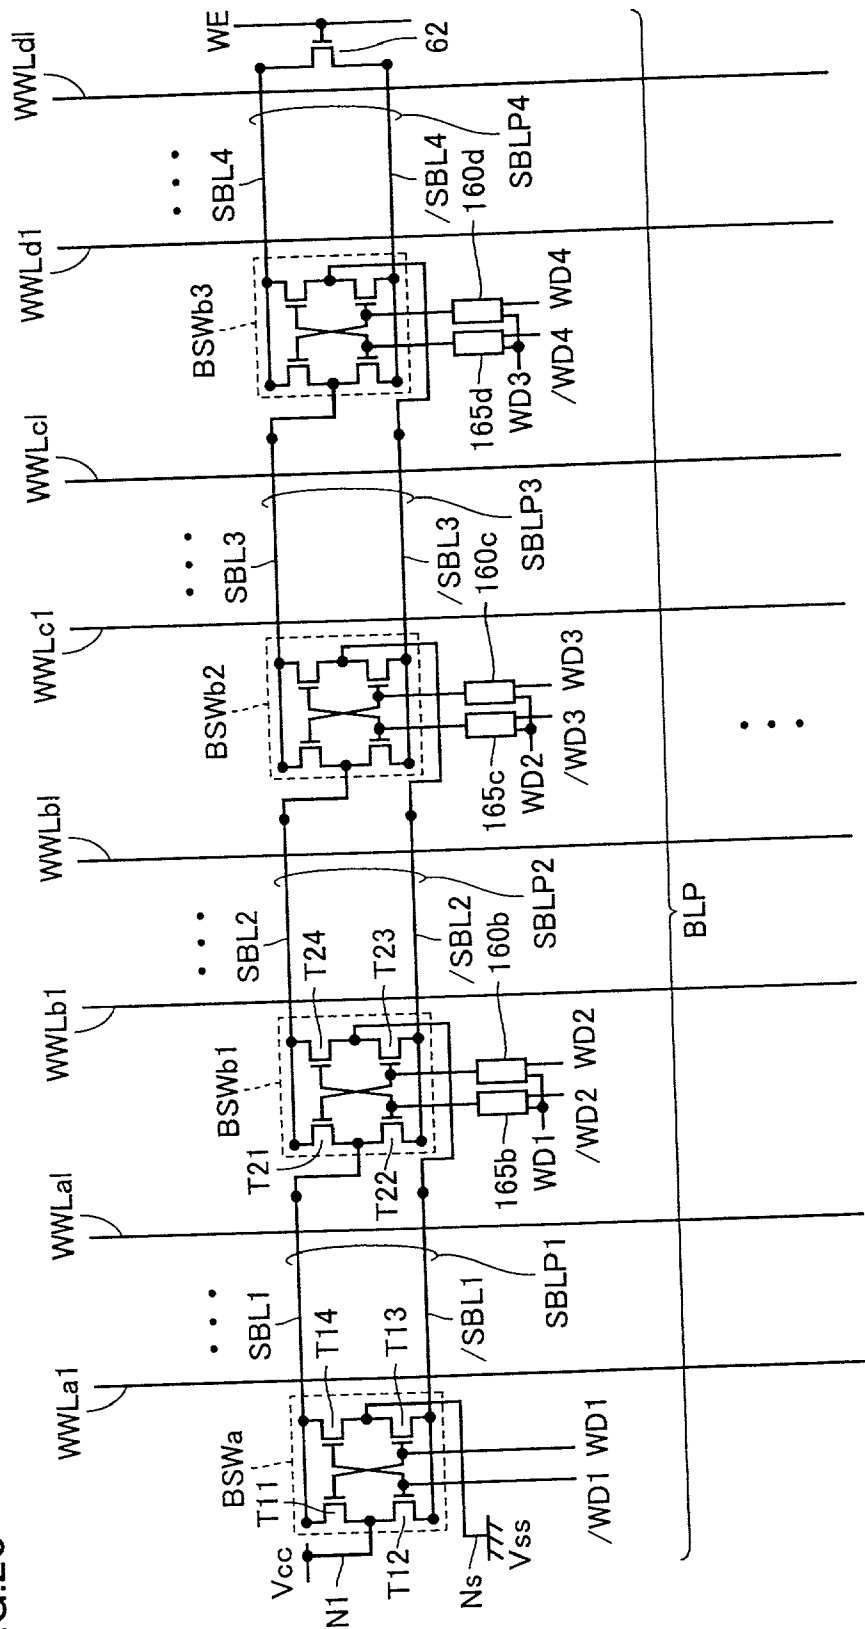 WWLa1
WWLal
WWLb1
WWLbl
WWLc1
WWLcl
WWLd1
WWLdl
BSWa
SBL1
BSWb1
SBL2
BSWb2
SBL3
BSWb3
SBL4
WE
Vcc
T11
T14
T21
T24
N1
T12
T13
T22
T23
62
/SBL1
/SBL2
/SBL3
/SBL4
Ns
Vss
SBLP1
SBLP2
SBLP3
SBLP4
165b
160b
165c
160c
165d
160d
/WD1
WD1
WD1
/WD2
WD2
WD2
/WD3
WD3
WD3
/WD4
WD4
BLP